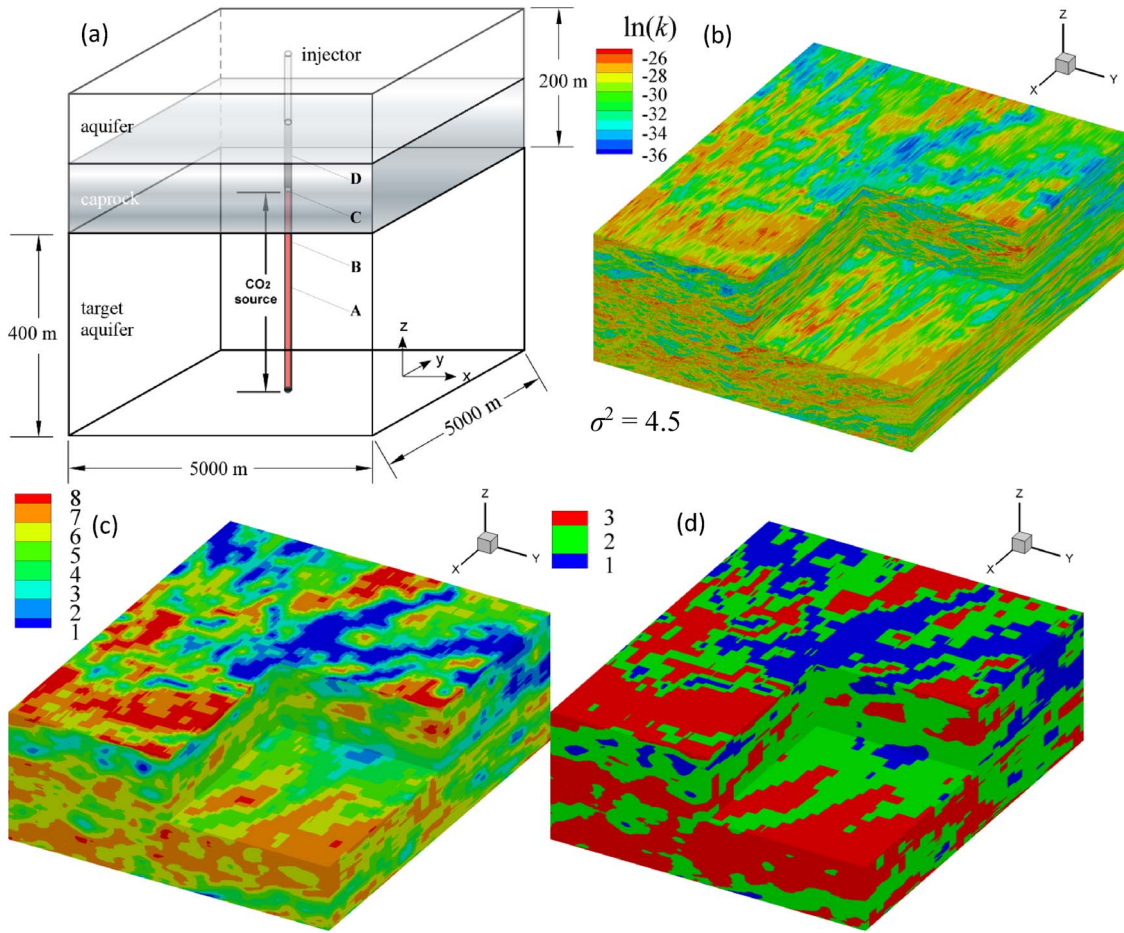 (a)
injector
200 m
aquifer
D
caprock
C
B
CO2
source
A
target
aquifer
400 m
z
y
x
5000 m
5000 m
ln(k)
-26
-28
-30
-34
-36
(b)
Z
X
Y
σ² = 4.5
8
7
6
5
4
3
2
1
(c)
Z
X
Y
3
2
1
(d)
Z
X
Y